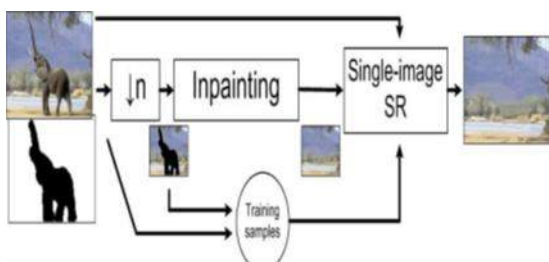 ↓n
Inpainting
Single-image
SR
Training
samples